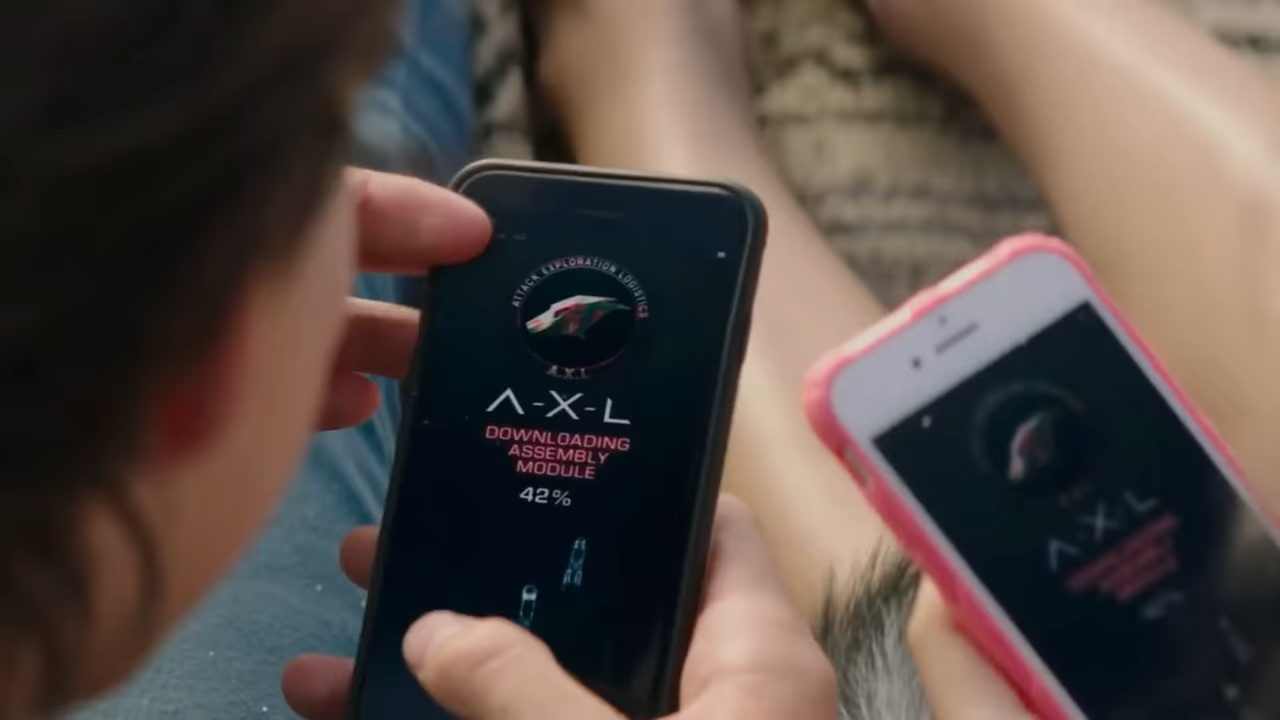 ATTACK EXPLORATION LOGISTICS
A.X.L
Λ-X-L
DOWNLOADING
ASSEMBLY
MODULE
42%
Λ-X-L